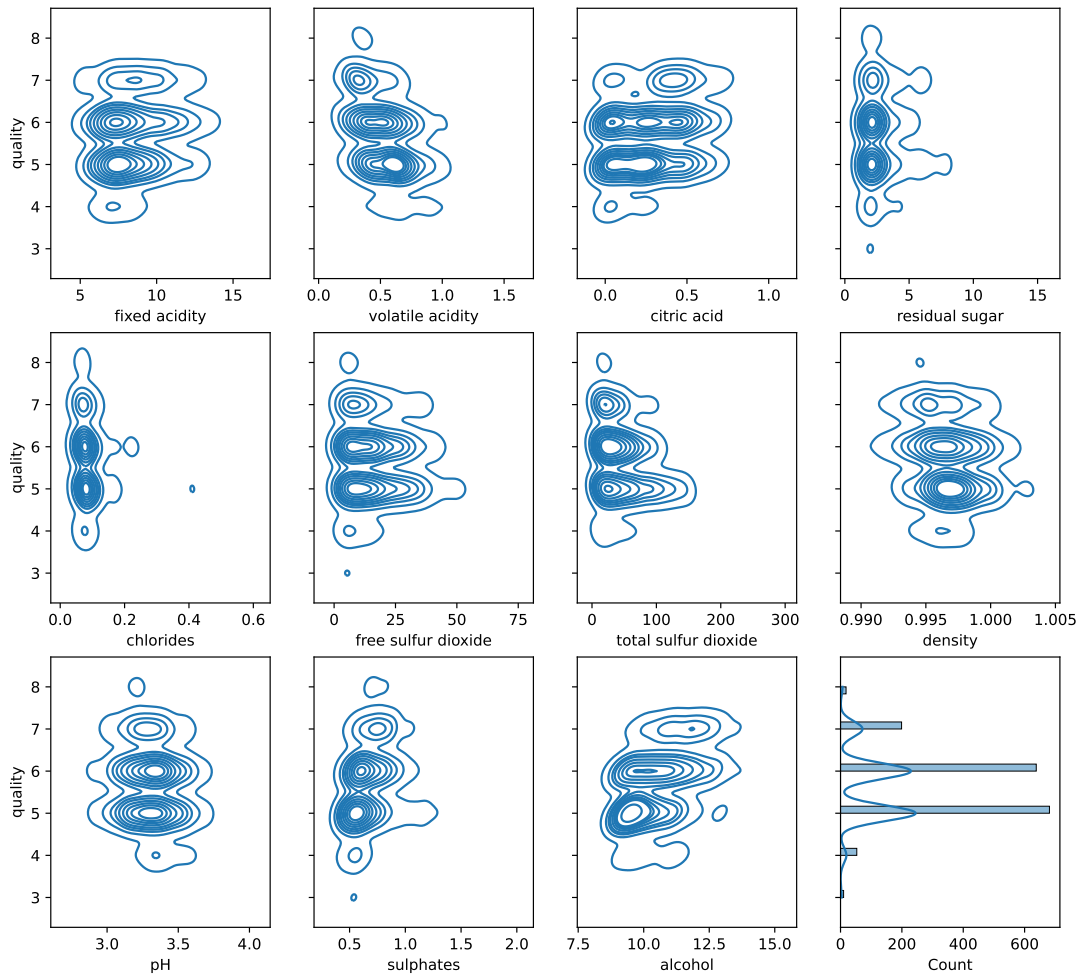 8
7
6
5
4
3
quality
5 10 15
fixed acidity
0.0 0.5 1.0 1.5
volatile acidity
0.0 0.5 1.0
citric acid
0 5 10 15
residual sugar
8
7
6
5
4
3
quality
0.0 0.2 0.4 0.6
chlorides
0 25 50 75
free sulfur dioxide
0 100 200 300
total sulfur dioxide
0.990 0.995 1.000 1.005
density
8
7
6
5
4
3
quality
3.0 3.5 4.0
pH
0.5 1.0 1.5 2.0
sulphates
7.5 10.0 12.5 15.0
alcohol
0 200 400 600
Count